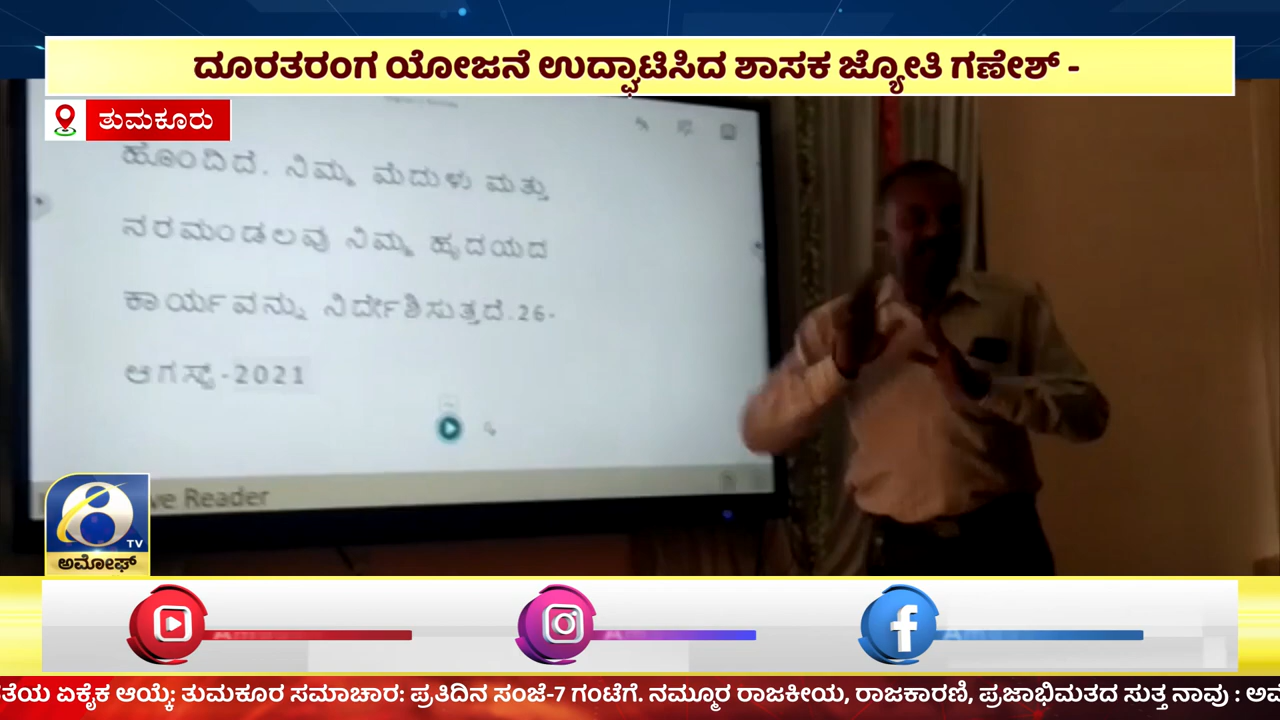 ದೂರತರಂಗ ಯೋಜನೆ ಉದ್ಘಾಟಿಸಿದ ಶಾಸಕ ಜ್ಯೋತಿ ಗಣೇಶ್ -
ತುಮಕೂರು
ಹೊಂದಿದೆ. ನಿಮ್ಮ ಮೆದುಳು ಮತ್ತು
ನರಮಂಡಲವು ನಿಮ್ಮ ಹೃದಯದ
ಕಾರ್ಯವನ್ನು ನಿರ್ದೇಶಿಸುತ್ತದೆ.26-
ಆಗಸ್ಟ್-2021
ve Reader
TV
ಅಮೋಘ್
ತೆಯ ಏಕೈಕ ಆಯ್ಕೆ: ತುಮಕೂರ ಸಮಾಚಾರ: ಪ್ರತಿದಿನ ಸಂಜೆ-7 ಗಂಟೆಗೆ. ನಮ್ಮೂರ ರಾಜಕೀಯ, ರಾಜಕಾರಣಿ, ಪ್ರಜಾಭಿಮತದ ಸುತ್ತ ನಾವು : ಅಮ